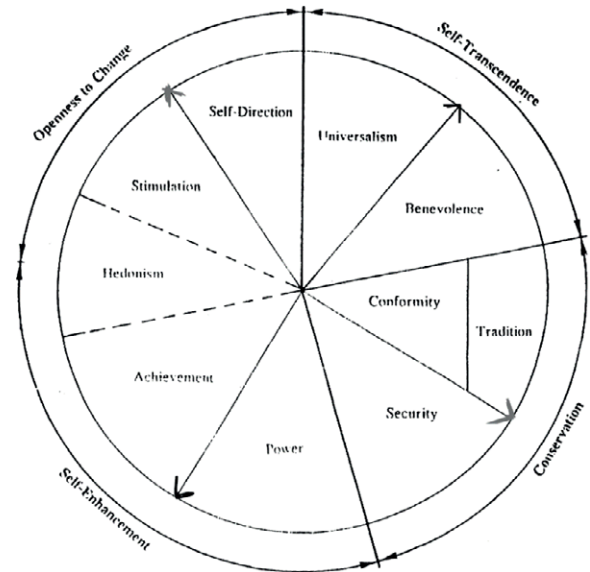 Openness to Change
Self-Transcendence
Self-Direction
Universalism
Stimulation
Benevolence
Hedonism
Conformity
Tradition
Achievement
Security
Power
Self-Enhancement
Conservation